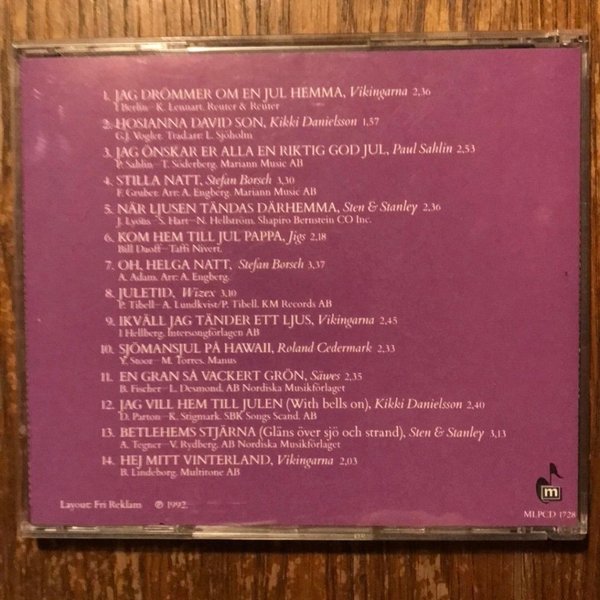 1. JAG DRÖMMER OM EN JUL HEMMA, Vikingarna 2,36
I Berlin–K. Lennart. Reuter & Reuter
2. HOSIANNA DAVID SON, Kikki Danielsson 1,57
G.J. Vogler. Trad.arr: L. Sjöholm
3. JAG ÖNSKAR ER ALLA EN RIKTIG GOD JUL, Paul Sahlin 2,53
P. Sahlin–T. Söderberg. Mariann Music AB
4. STILLA NATT, Stefan Borsch 3,30
F. Gruber. Arr: A. Engberg. Mariann Music AB
5. NÄR LJUSEN TÄNDAS DÄRHEMMA, Sten & Stanley 2,36
J. Lyons–S. Hart–N. Hellström. Shapiro Bernstein CO Inc.
6. KOM HEM TILL JUL PAPPA, Jigs 2,18
Bill Danoff–Taffi Nivert.
7. OH, HELGA NATT, Stefan Borsch 3,37
A. Adam. Arr: A. Engberg.
8. JULETID, Wizex 3,10
P. Tibell–A. Lundkvist/P. Tibell. KM Records AB
9. IKVÄLL JAG TÄNDER ETT LJUS, Vikingarna 2,45
I Hellberg. Intersongförlagen AB
10. SJÖMANSJUL PÅ HAWAII, Roland Cedermark 2,33
Y. Stoor–M. Torres. Manus
11. EN GRAN SÅ VACKERT GRÖN, Säwes 2,35
B. Fischer–L. Desmond. AB Nordiska Musikförlaget
12. JAG VILL HEM TILL JULEN (With bells on), Kikki Danielsson 2,40
D. Parton–K. Stigmark. SBK Songs Scand. AB
13. BETLEHEMS STJÄRNA (Gläns över sjö och strand), Sten & Stanley 3,13
A. Tegner–V. Rydberg. AB Nordiska Musikförlaget
14. HEJ MITT VINTERLAND, Vikingarna 2,03
B. Lindeborg. Multitone AB
m
Layout: Fri Reklam ℗ 1992.
MLPCD 1728